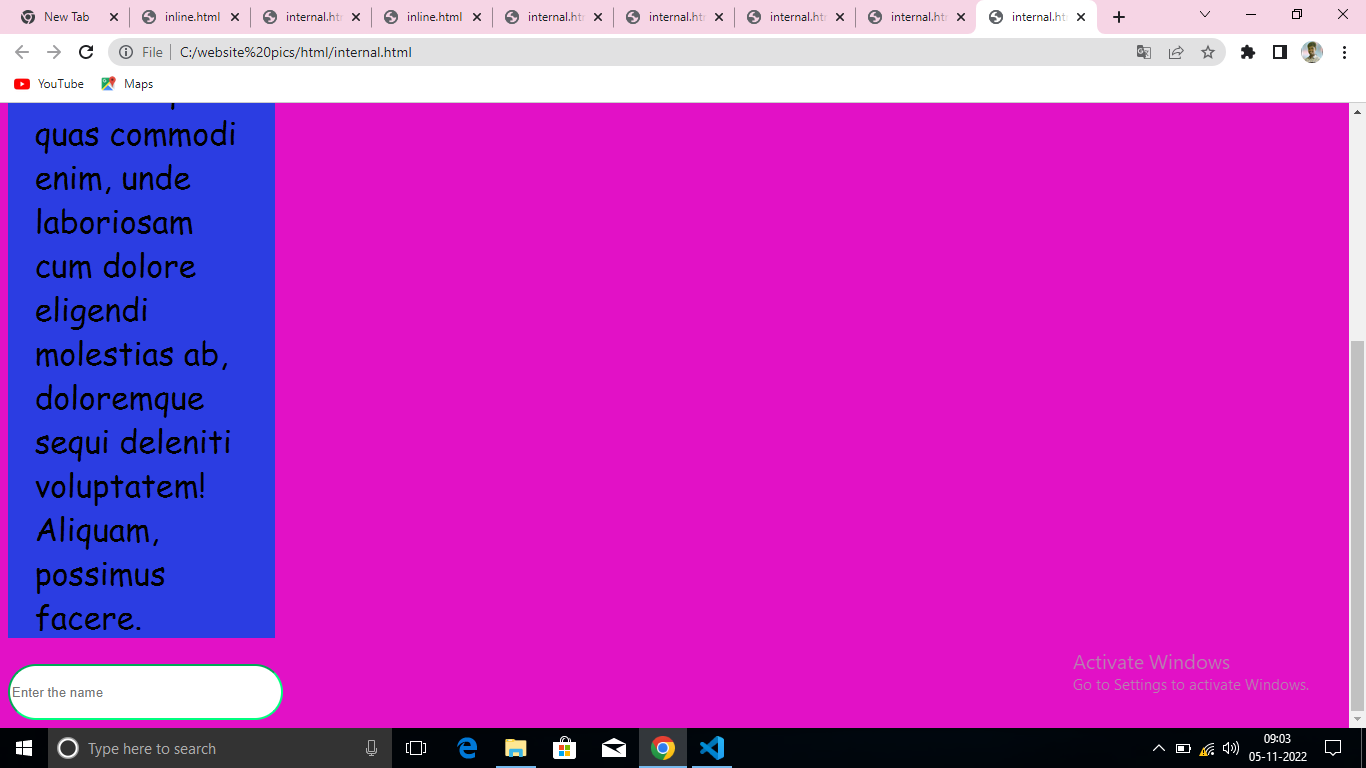 New Tab
inline.html
internal.ht
inline.html
internal.ht
internal.ht
internal.ht
internal.ht
internal.ht
File
C:/website%20pics/html/internal.html
YouTube
Maps
quas commodi
enim, unde
laboriosam
cum dolore
eligendi
molestias ab,
doloremque
sequi deleniti
voluptatem!
Aliquam,
possimus
facere.
Enter the name
Activate Windows
Go to Settings to activate Windows.
Type here to search
09:03
05-11-2022